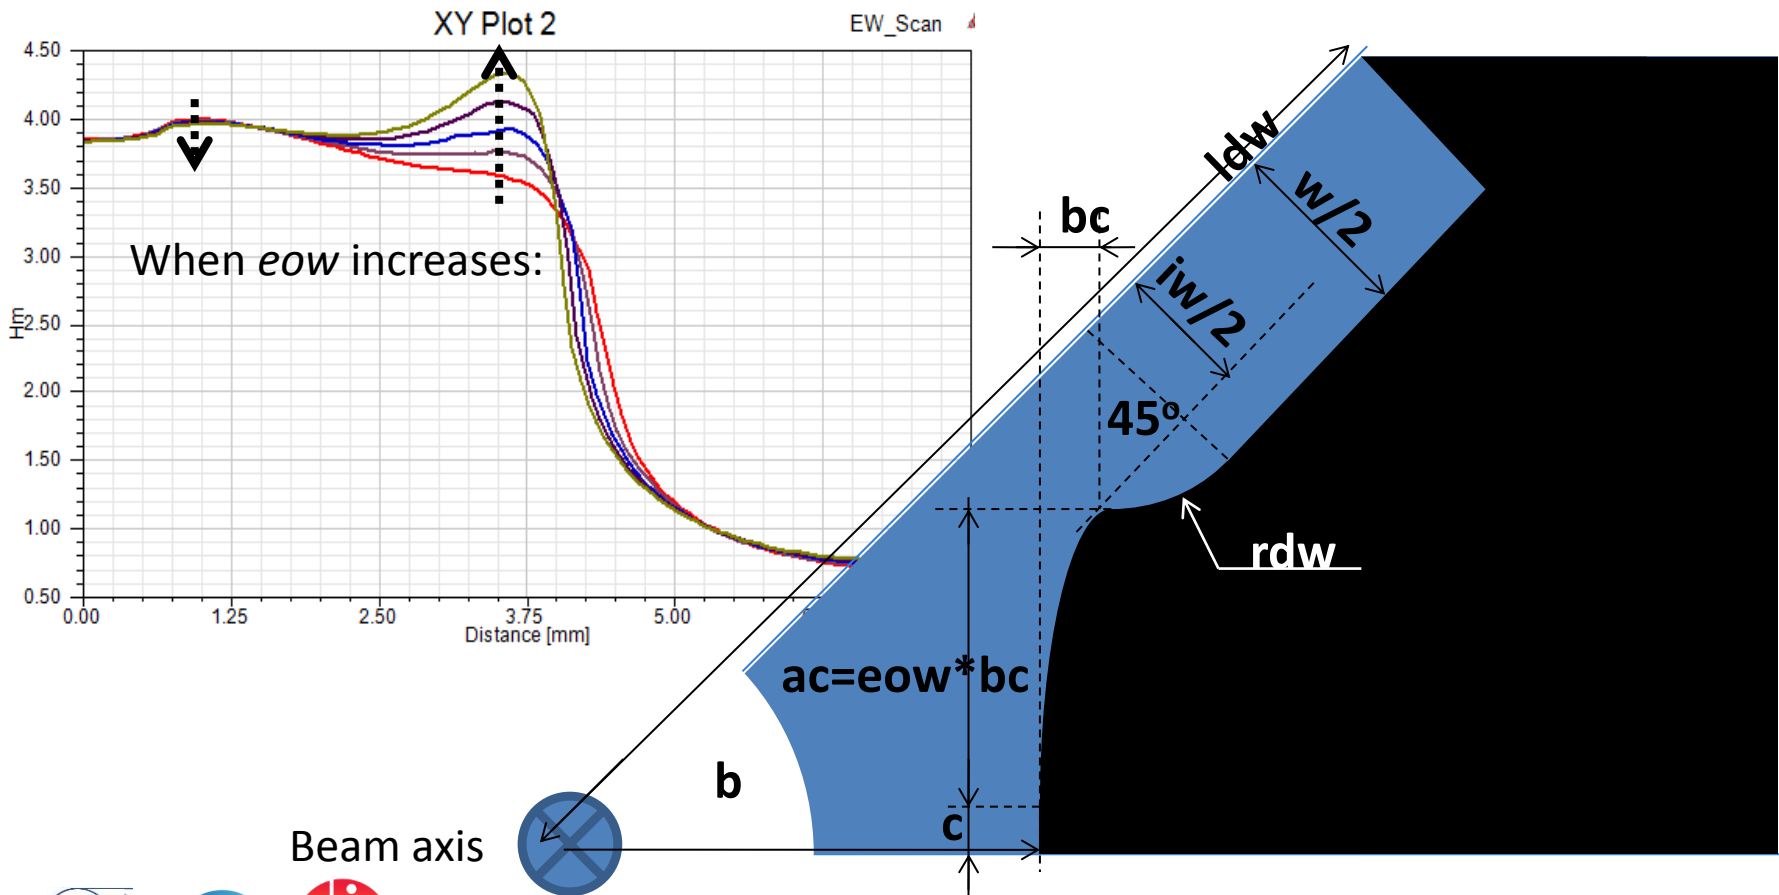 XY Plot 2
EW_Scan
4.50
4.00
3.50
3.00
2.50
2.00
1.50
1.00
0.50
Hm
0.00
1.25
2.50
3.75
5.00
Distance [mm]
When eow increases:
ldw
w/2
bc
iw/2
45º
rdw
ac=eow*bc
b
c
Beam axis